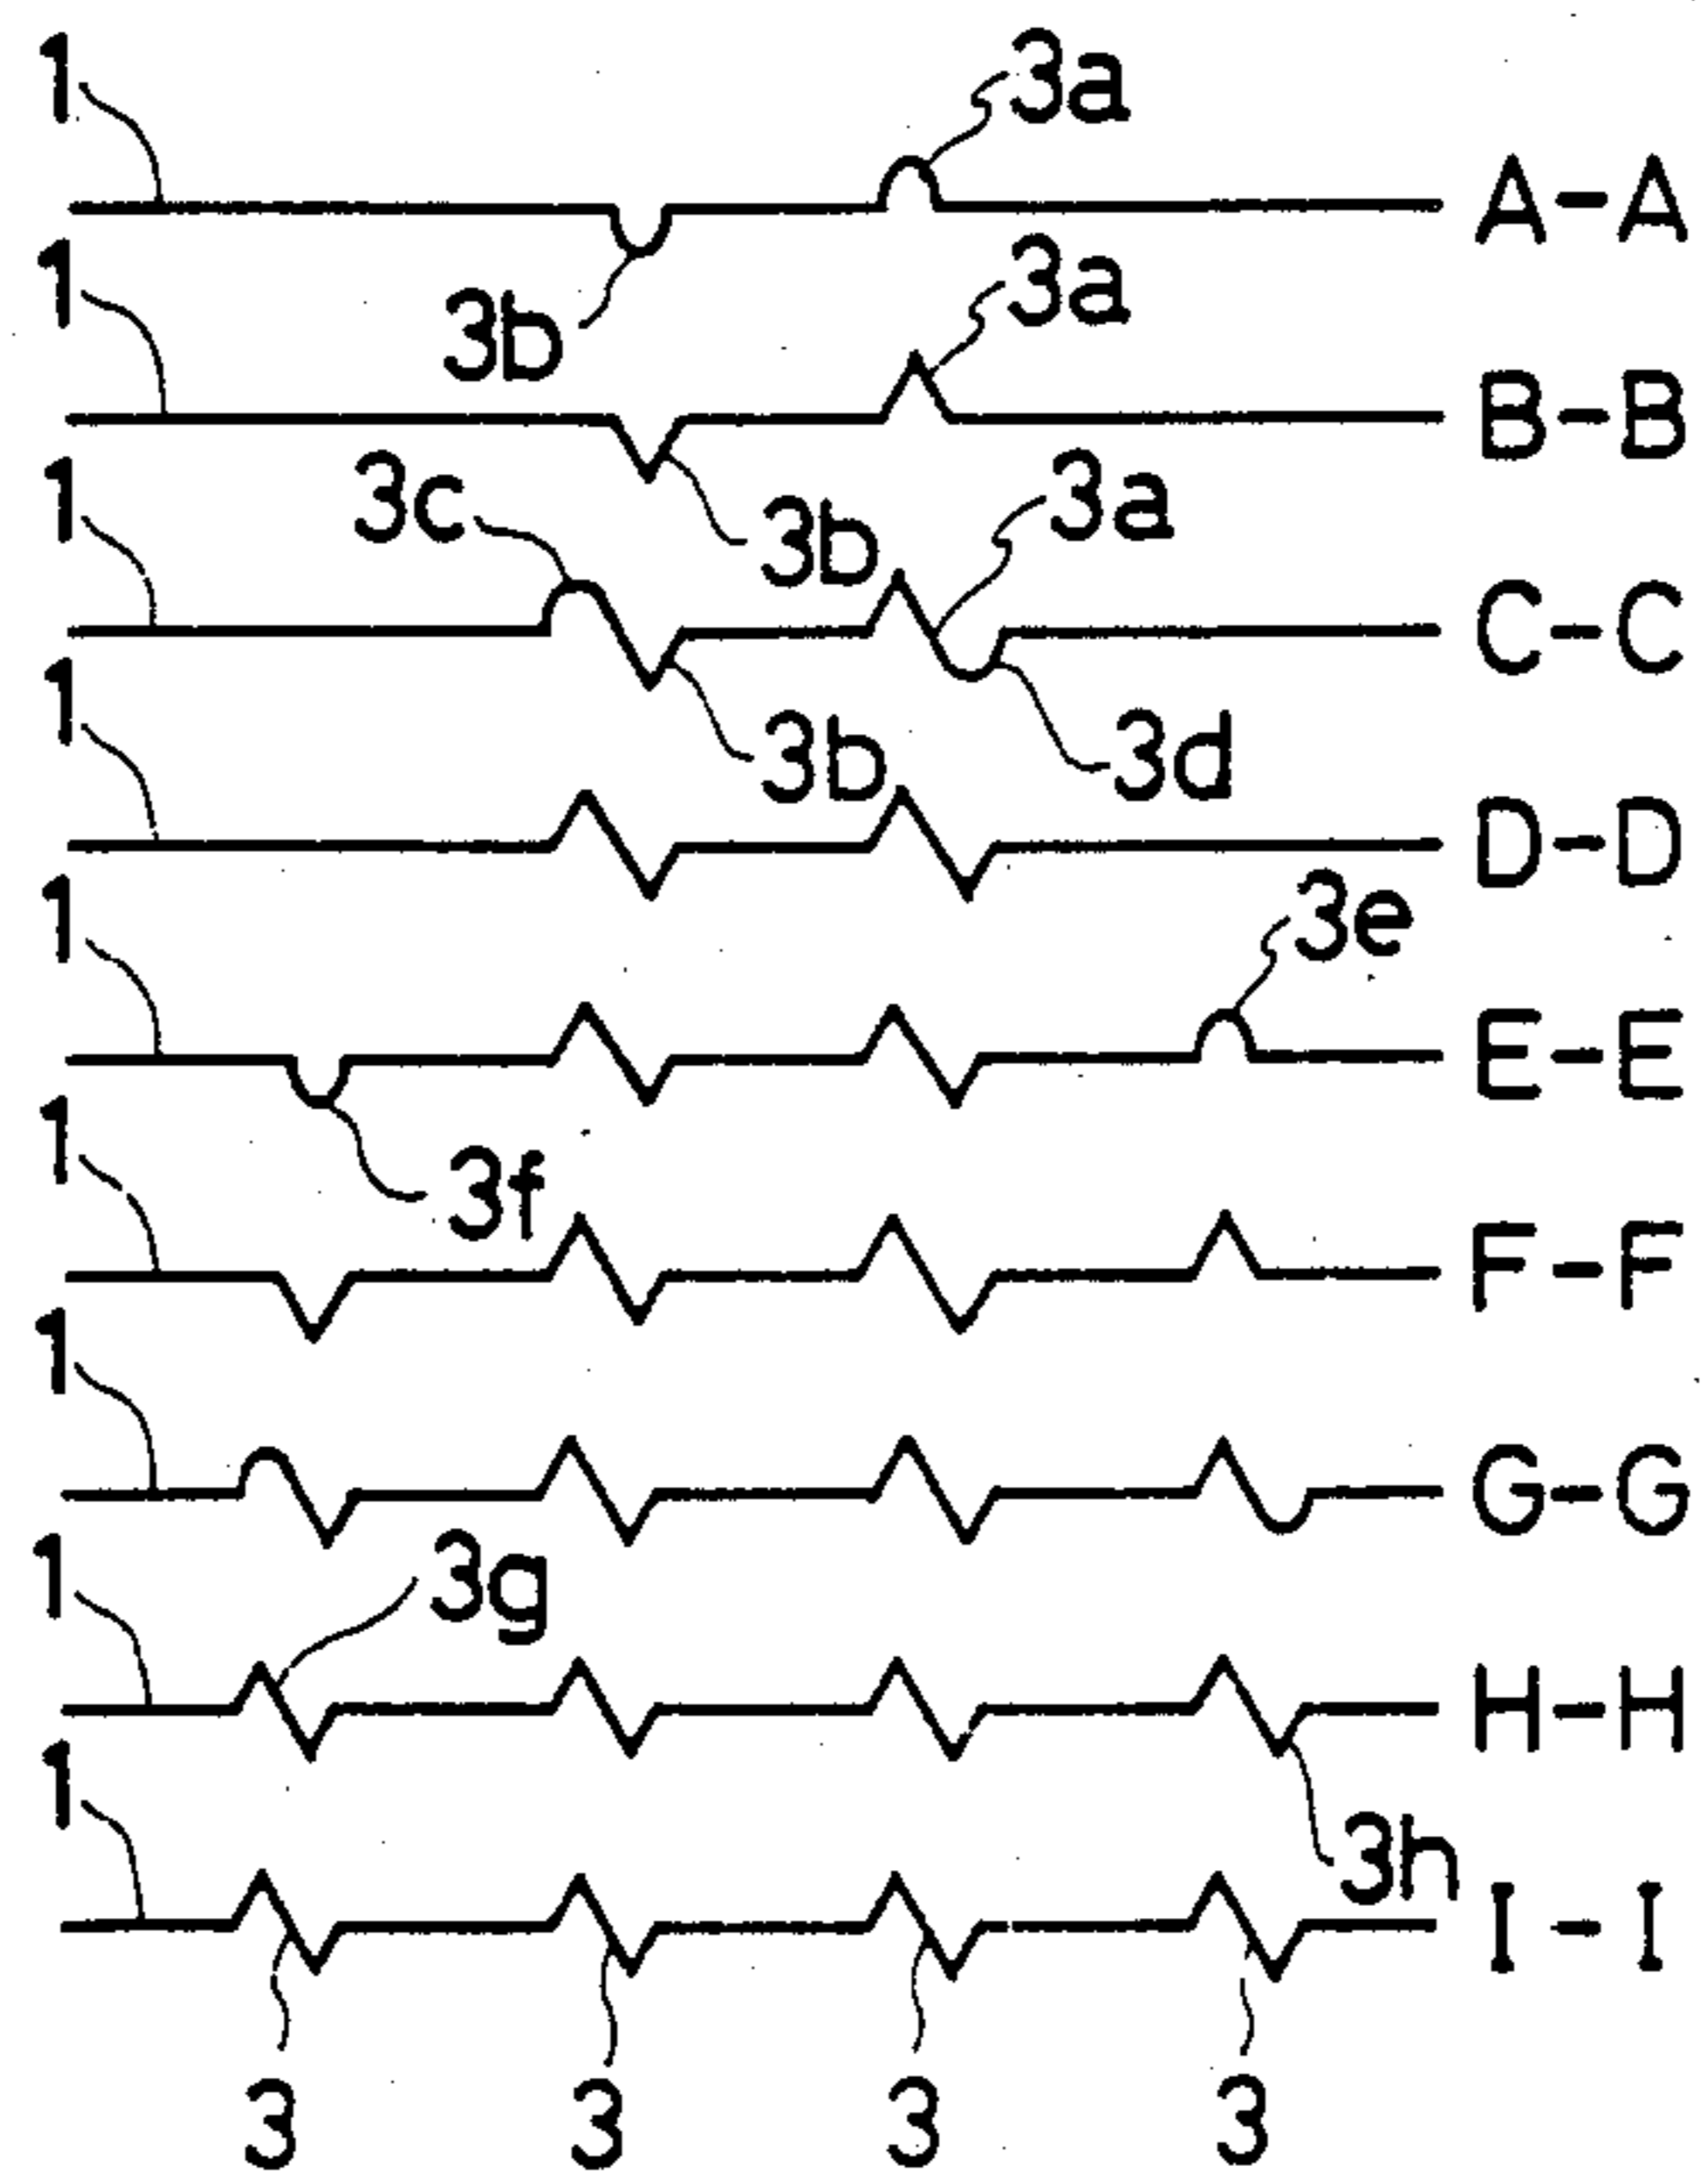 1 3a
A-A
1 3b 3a
B-B
1 3c 3b 3a
C-C
1 3b 3d
D-D
1 3e
E-E
1 3f
F-F
1
G-G
1 3g
H-H
1 3h
I-I
3 3 3 3